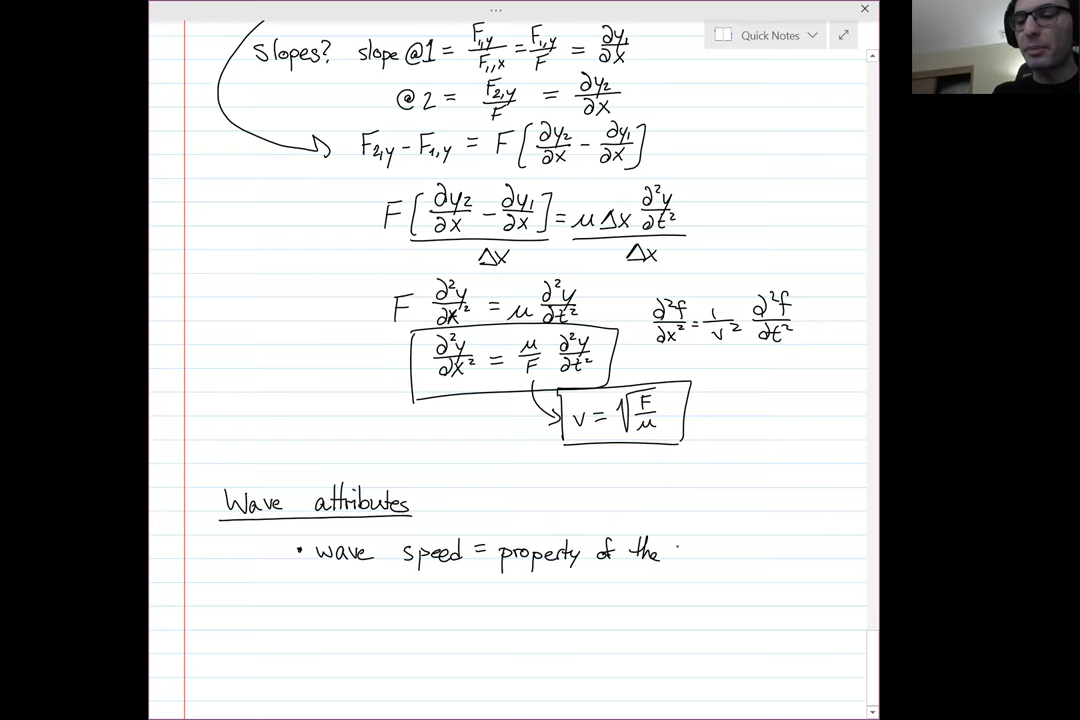 Quick Notes
Slopes? slope @1 = F₁,y/F₁,x = F₁,y/F = ∂y₁/∂x
@ 2 = F₂,y/F = ∂y₂/∂x
F₂,y - F₁,y = F [∂y₂/∂x - ∂y₁/∂x]
F [∂y₂/∂x - ∂y₁/∂x] / Δx = μ Δx ∂²y/∂t² / Δx
F ∂²y/∂x² = μ ∂²y/∂t² ∂²f/∂x² = 1/v² ∂²f/∂t²
∂²y/∂x² = μ/F ∂²y/∂t²
v = √(F/μ)
Wave attributes
• wave speed = property of the